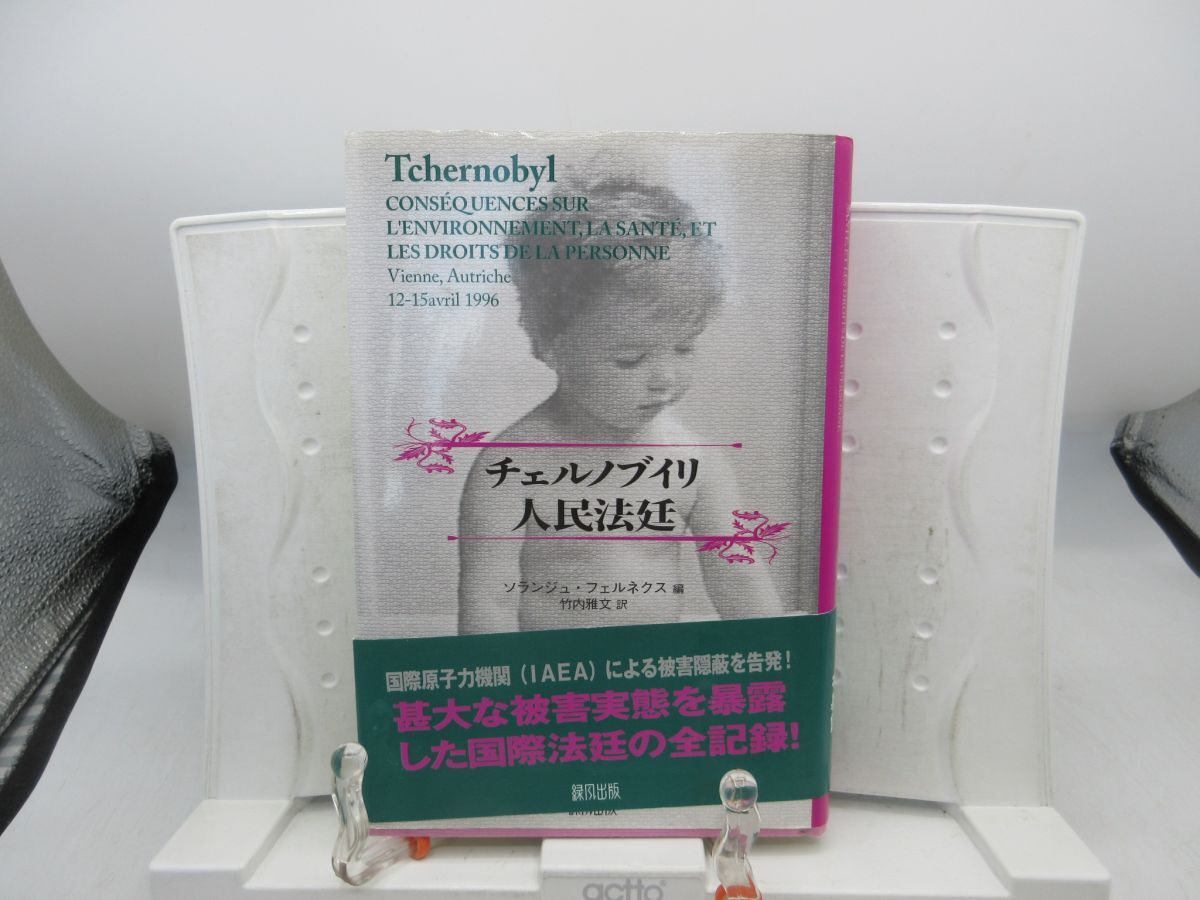 Tchernobyl
CONSÉQUENCES SUR
L'ENVIRONNEMENT, LA SANTÉ, ET
LES DROITS DE LA PERSONNE
Vienne, Autriche
12-15avril 1996
チェルノブイリ
人民法廷
ソランジュ・フェルネクス 編
竹内雅文 訳
国際原子力機関(IAEA)による被害隠蔽を告発!
甚大な被害実態を暴露
した国際法廷の全記録!
緑風出版
actto